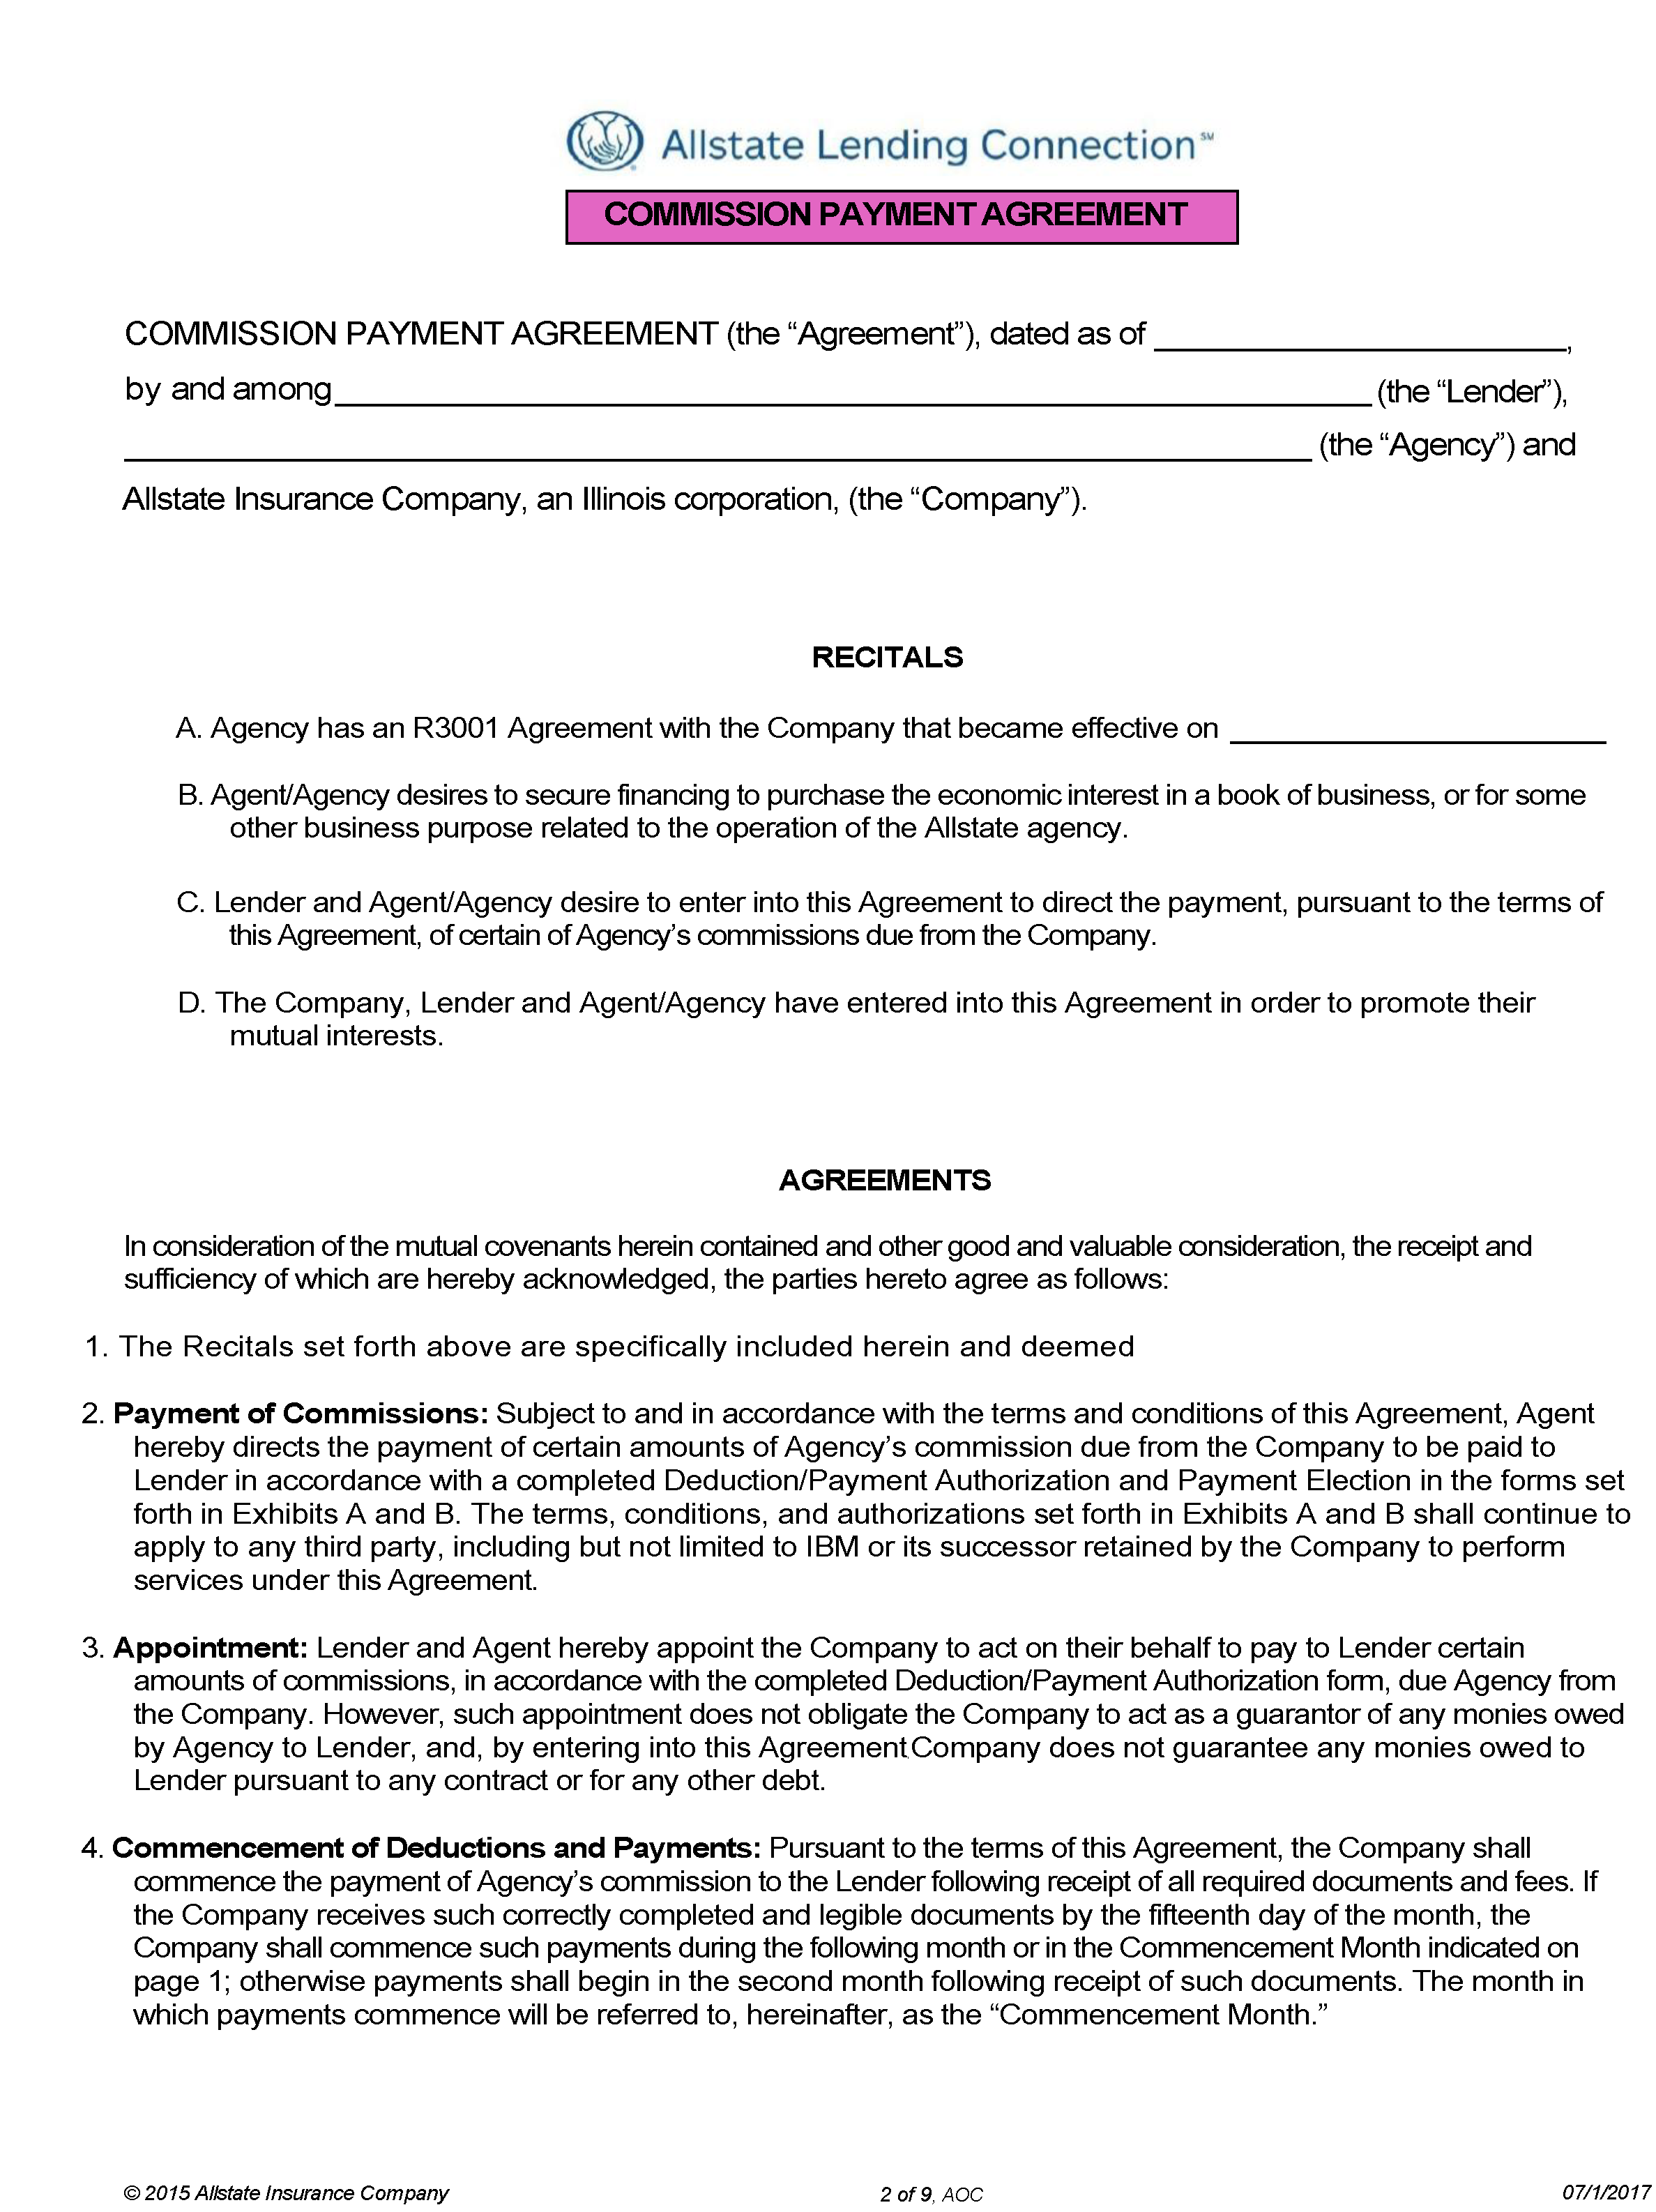 Allstate Lending Connection℠
COMMISSION PAYMENT AGREEMENT
COMMISSION PAYMENT AGREEMENT (the “Agreement”), dated as of ____________________,
by and among____________________(the “Lender”),
____________________ (the “Agency”) and
Allstate Insurance Company, an Illinois corporation, (the “Company”).
RECITALS
A. Agency has an R3001 Agreement with the Company that became effective on ____________________
B. Agent/Agency desires to secure financing to purchase the economic interest in a book of business, or for some
other business purpose related to the operation of the Allstate agency.
C. Lender and Agent/Agency desire to enter into this Agreement to direct the payment, pursuant to the terms of
this Agreement, of certain of Agency’s commissions due from the Company.
D. The Company, Lender and Agent/Agency have entered into this Agreement in order to promote their
mutual interests.
AGREEMENTS
In consideration of the mutual covenants herein contained and other good and valuable consideration, the receipt and
sufficiency of which are hereby acknowledged, the parties hereto agree as follows:
1. The Recitals set forth above are specifically included herein and deemed
2. Payment of Commissions: Subject to and in accordance with the terms and conditions of this Agreement, Agent
hereby directs the payment of certain amounts of Agency’s commission due from the Company to be paid to
Lender in accordance with a completed Deduction/Payment Authorization and Payment Election in the forms set
forth in Exhibits A and B. The terms, conditions, and authorizations set forth in Exhibits A and B shall continue to
apply to any third party, including but not limited to IBM or its successor retained by the Company to perform
services under this Agreement.
3. Appointment: Lender and Agent hereby appoint the Company to act on their behalf to pay to Lender certain
amounts of commissions, in accordance with the completed Deduction/Payment Authorization form, due Agency from
the Company. However, such appointment does not obligate the Company to act as a guarantor of any monies owed
by Agency to Lender, and, by entering into this Agreement Company does not guarantee any monies owed to
Lender pursuant to any contract or for any other debt.
4. Commencement of Deductions and Payments: Pursuant to the terms of this Agreement, the Company shall
commence the payment of Agency’s commission to the Lender following receipt of all required documents and fees. If
the Company receives such correctly completed and legible documents by the fifteenth day of the month, the
Company shall commence such payments during the following month or in the Commencement Month indicated on
page 1; otherwise payments shall begin in the second month following receipt of such documents. The month in
which payments commence will be referred to, hereinafter, as the “Commencement Month.”
© 2015 Allstate Insurance Company
2 of 9, AOC
07/1/2017